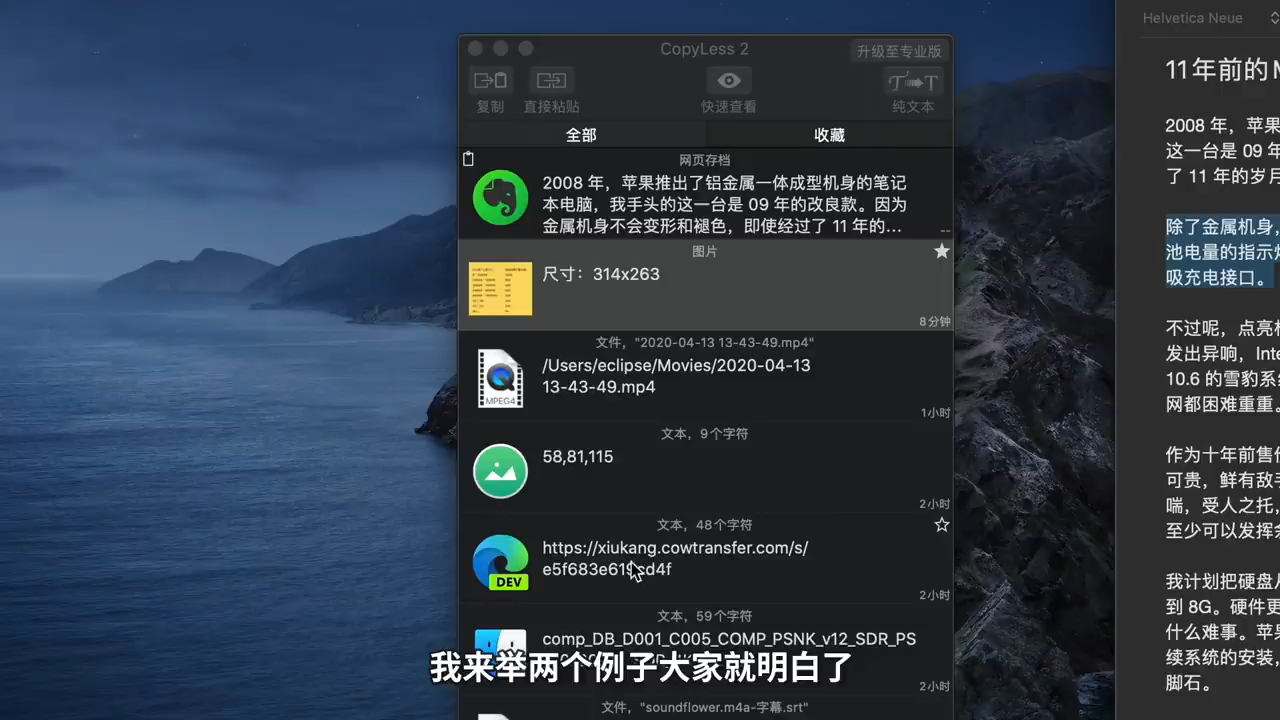 CopyLess 2
升级至专业版
复制
直接粘贴
快速查看
纯文本
全部
收藏
网页存档
2008 年，苹果推出了铝金属一体成型机身的笔记
本电脑，我手头的这一台是 09 年的改良款。因为
金属机身不会变形和褪色，即使经过了 11 年的...
图片
尺寸：314x263
8分钟
文件，"2020-04-13 13-43-49.mp4"
/Users/eclipse/Movies/2020-04-13
13-43-49.mp4
MPEG4
1小时
文本，9个字符
58,81,115
2小时
文本，48个字符
https://xiukang.cowtransfer.com/s/
DEV
2小时
文本，59个字符
comp_DB_D001_C005_COMP_PSNK_v12_SDR_PS
2小时
文件，"soundflower.m4a-字幕.srt"
我来举两个例子大家就明白了
Helvetica Neue
11年前的
2008 年，苹果
这一台是 09 年
了 11 年的岁月
除了金属机身，
池电量的指示灯
吸充电接口。
不过呢，点亮
发出异响，
10.6 的雪豹系
网都困难重重。
作为十年前售
可贵，鲜有敌手
喘，受人之托，
至少可以发挥余
我计划把硬盘
到 8G。硬件更
什么难事。苹果
续系统的安装，
脚石。